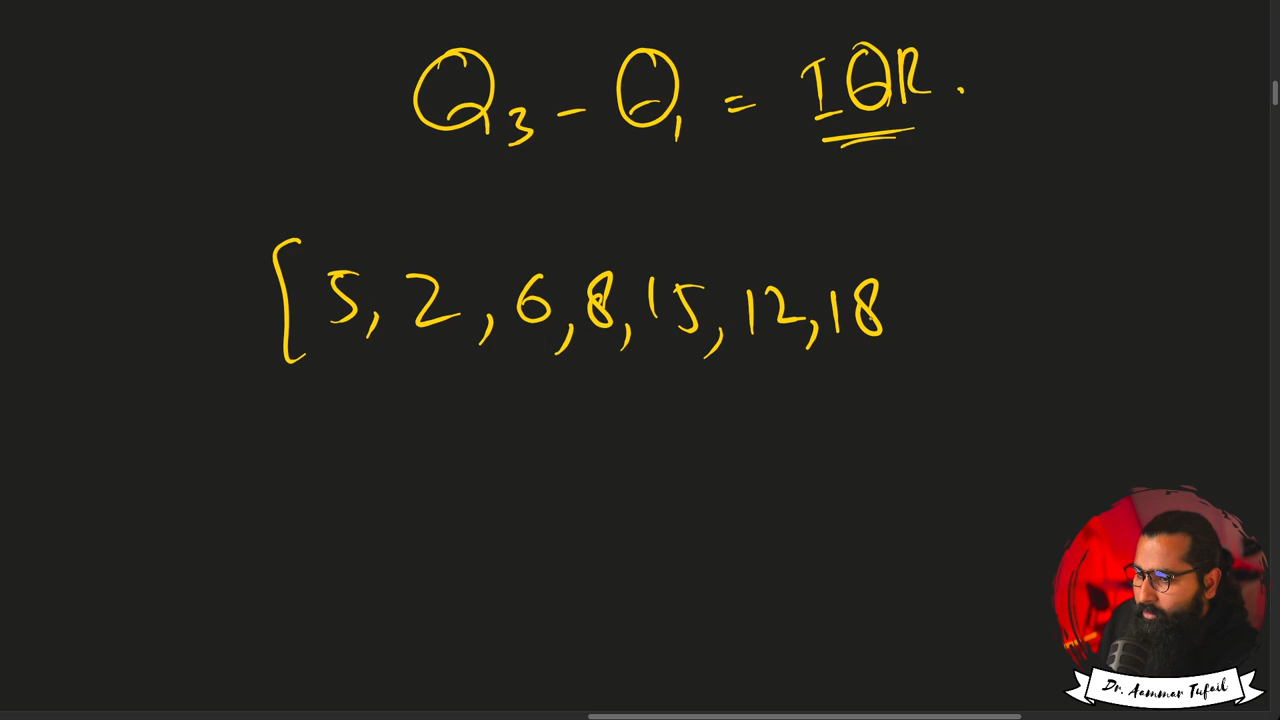 Q3 - Q1 = IQR.
[5, 2, 6, 8, 15, 12, 18
Dr. Aammar Tufail